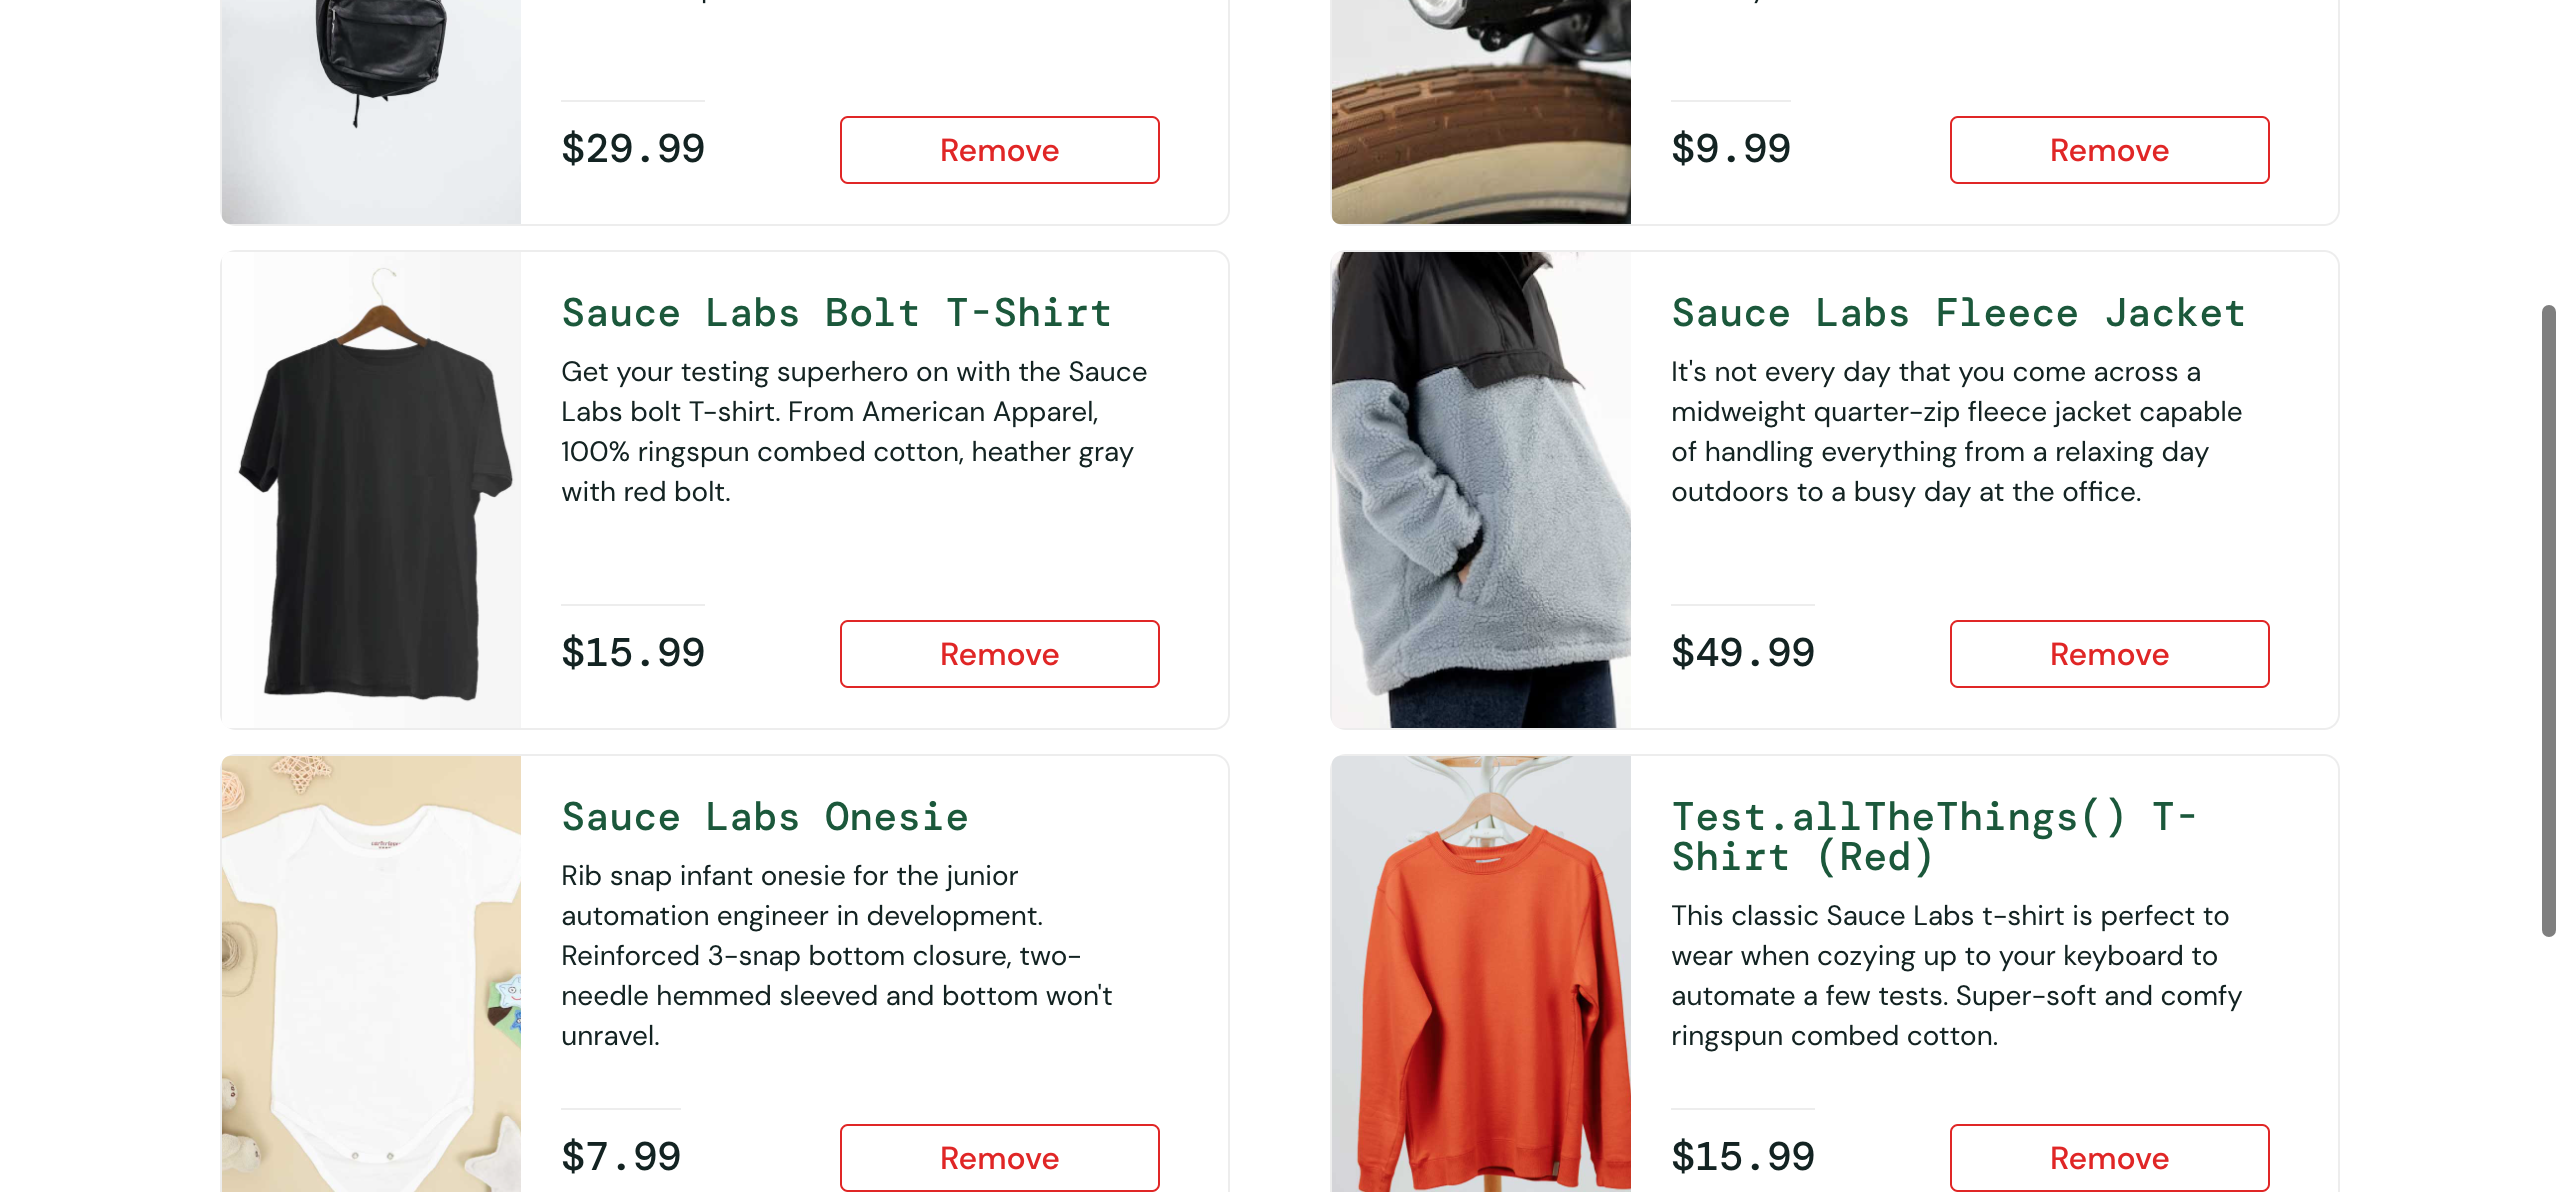 $29.99
Remove
$9.99
Remove
Sauce Labs Bolt T-Shirt
Get your testing superhero on with the Sauce
Labs bolt T-shirt. From American Apparel,
100% ringspun combed cotton, heather gray
with red bolt.
$15.99
Remove
Sauce Labs Fleece Jacket
It's not every day that you come across a
midweight quarter-zip fleece jacket capable
of handling everything from a relaxing day
outdoors to a busy day at the office.
$49.99
Remove
Sauce Labs Onesie
Rib snap infant onesie for the junior
automation engineer in development.
Reinforced 3-snap bottom closure, two-
needle hemmed sleeved and bottom won't
unravel.
$7.99
Remove
Test.allTheThings() T-
Shirt (Red)
This classic Sauce Labs t-shirt is perfect to
wear when cozying up to your keyboard to
automate a few tests. Super-soft and comfy
ringspun combed cotton.
$15.99
Remove